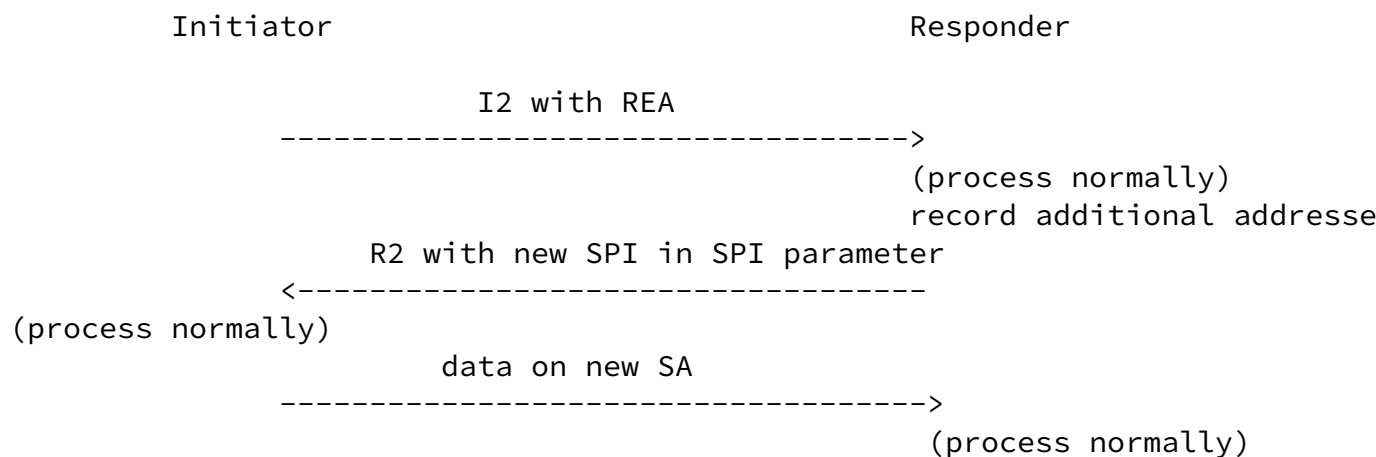 Initiator Responder
I2 with REA
----------------------------------->
(process normally)
record additional addresse
R2 with new SPI in SPI parameter
<-----------------------------------
(process normally)
data on new SA
------------------------------------>
(process normally)